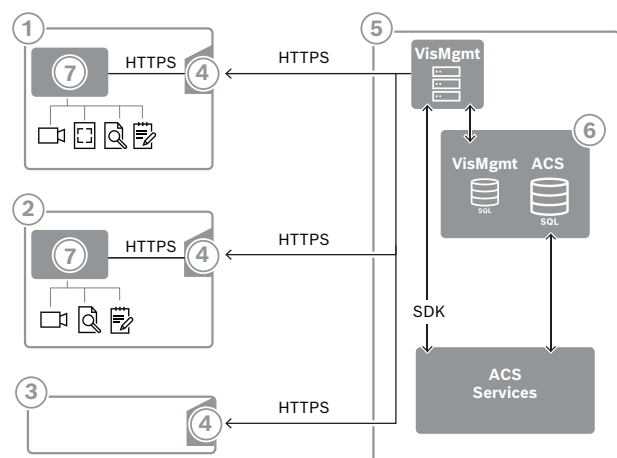 1
7
HTTPS
4
HTTPS
5
VisMgmt
6
VisMgmt ACS
SQL
SQL
2
7
HTTPS
4
HTTPS
SDK
3
4
HTTPS
ACS
Services